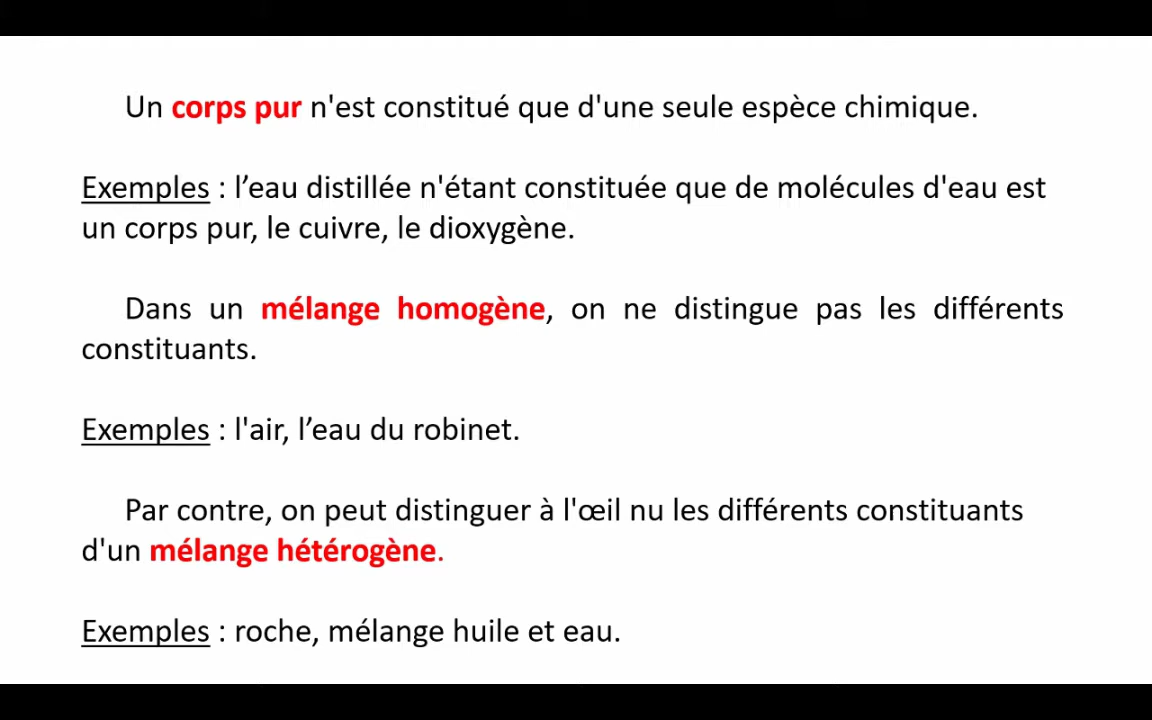 Un corps pur n'est constitué que d'une seule espèce chimique.
Exemples : l’eau distillée n'étant constituée que de molécules d'eau est
un corps pur, le cuivre, le dioxygène.
Dans un mélange homogène, on ne distingue pas les différents
constituants.
Exemples : l'air, l’eau du robinet.
Par contre, on peut distinguer à l'œil nu les différents constituants
d'un mélange hétérogène.
Exemples : roche, mélange huile et eau.